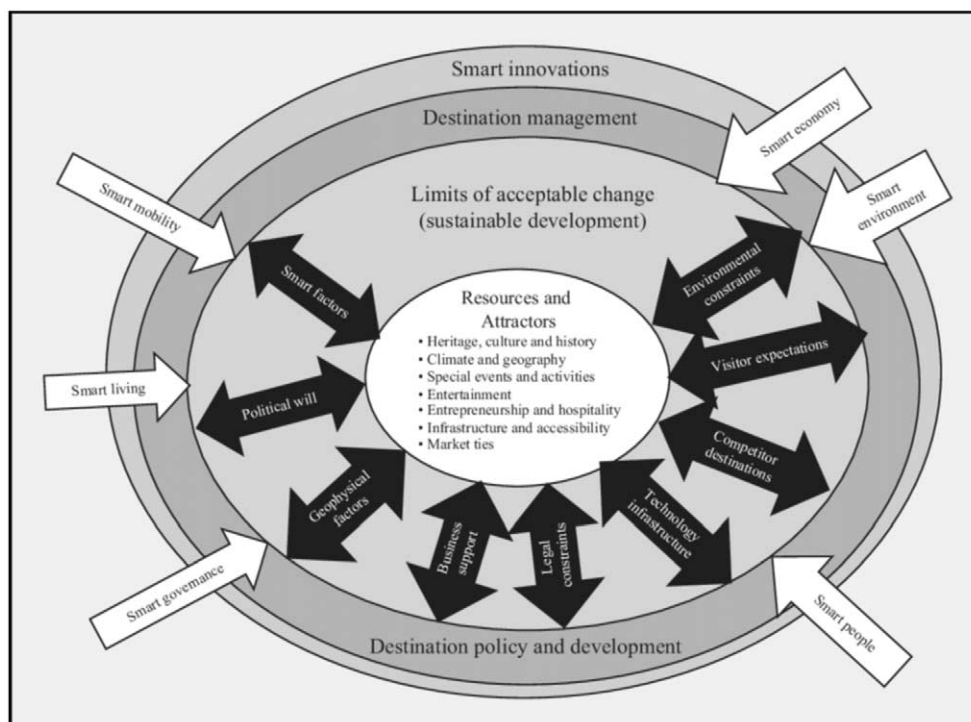 Smart innovations
Destination management
Smart economy
Smart
environment
Smart mobility
Limits of acceptable change
(sustainable development)
Smart factors
Environmental
constraints
Resources and
Attractors
• Heritage, culture and history
• Climate and geography
• Special events and activities
• Entertainment
• Entrepreneurship and hospitality
• Infrastructure and accessibility
• Market ties
Visitor expectations
Smart living
Political will
Competitor
destinations
Geophysical
factors
Business
support
Legal
constraints
Technology
infrastructure
Smart governance
Smart people
Destination policy and development